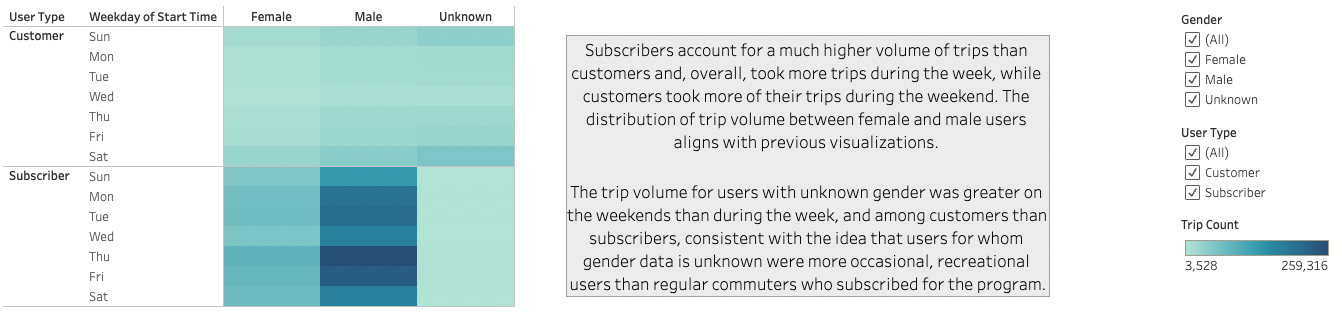 User Type Weekday of Start Time Female Male Unknown
Customer Sun
Mon
Tue
Wed
Thu
Fri
Sat
Subscriber Sun
Mon
Tue
Wed
Thu
Fri
Sat
Subscribers account for a much higher volume of trips than
customers and, overall, took more trips during the week, while
customers took more of their trips during the weekend. The
distribution of trip volume between female and male users
aligns with previous visualizations.
The trip volume for users with unknown gender was greater on
the weekends than during the week, and among customers than
subscribers, consistent with the idea that users for whom
gender data is unknown were more occasional, recreational
users than regular commuters who subscribed for the program.
Gender
(All)
Female
Male
Unknown
User Type
(All)
Customer
Subscriber
Trip Count
3,528 259,316